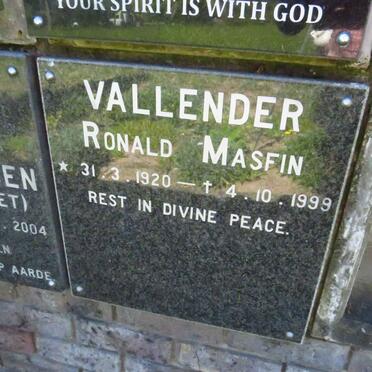 YOUR SPIRIT IS WITH GOD
VALLENDER
RONALD MASFIN
* 31.3.1920 — † 4.10.1999
REST IN DIVINE PEACE.
2004
AARDE